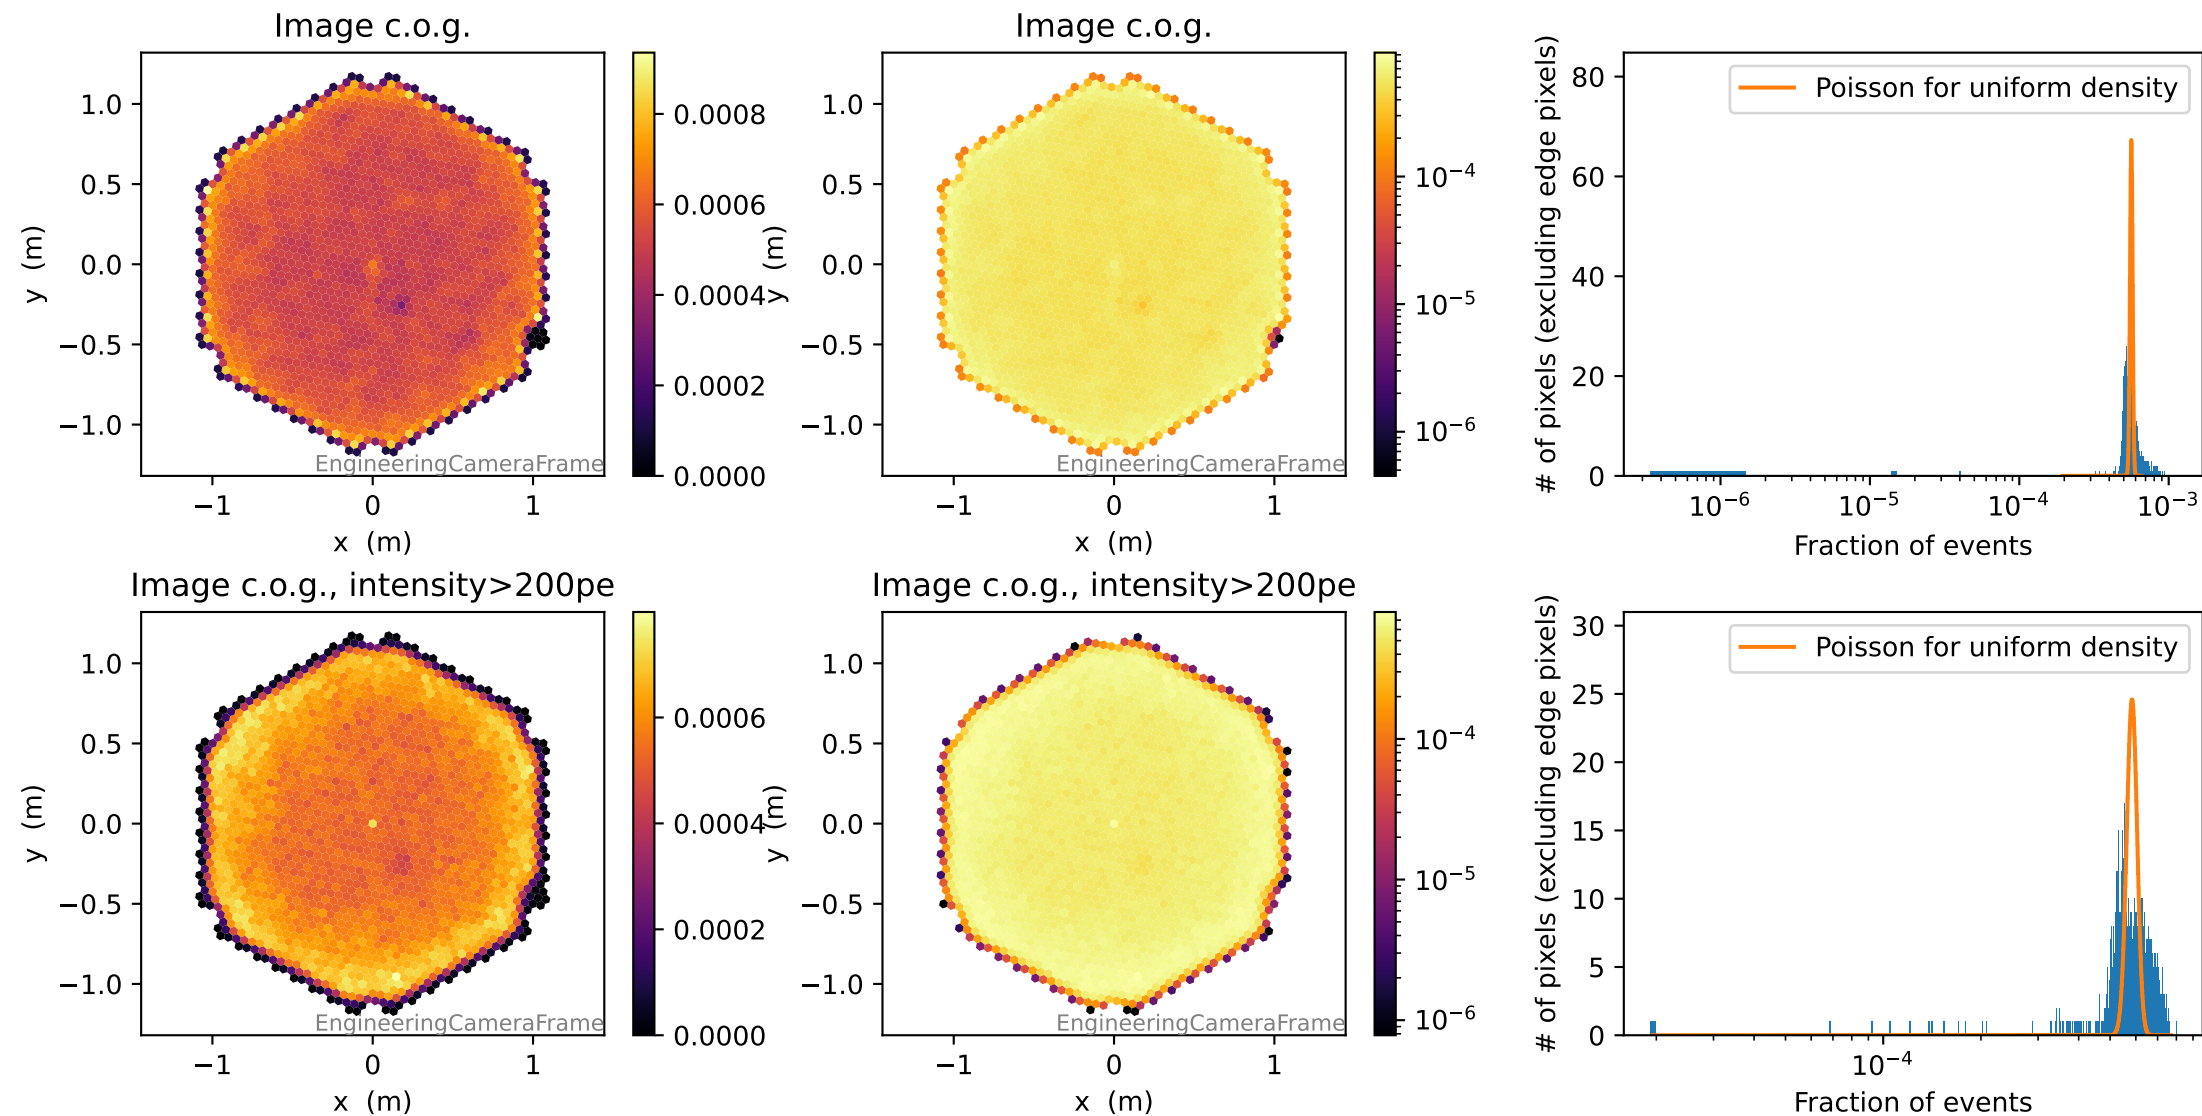 Image c.o.g.
1.0
0.5
0.0
−0.5
−1.0
y (m)
−1
0
1
x (m)
EngineeringCameraFrame
0.0008
0.0006
0.0004
0.0002
0.0000
Image c.o.g.
1.0
0.5
0.0
−0.5
−1.0
y (m)
−1
0
1
x (m)
EngineeringCameraFrame
10⁻⁴
10⁻⁵
10⁻⁶
# of pixels (excluding edge pixels)
80
60
40
20
0
Poisson for uniform density
10⁻⁶
10⁻⁵
10⁻⁴
10⁻³
Fraction of events
Image c.o.g., intensity>200pe
1.0
0.5
0.0
−0.5
−1.0
y (m)
−1
0
1
x (m)
EngineeringCameraFrame
0.0006
0.0004
0.0002
0.0000
Image c.o.g., intensity>200pe
1.0
0.5
0.0
−0.5
−1.0
y (m)
−1
0
1
x (m)
EngineeringCameraFrame
10⁻⁴
10⁻⁵
10⁻⁶
# of pixels (excluding edge pixels)
30
25
20
15
10
5
0
Poisson for uniform density
10⁻⁴
Fraction of events